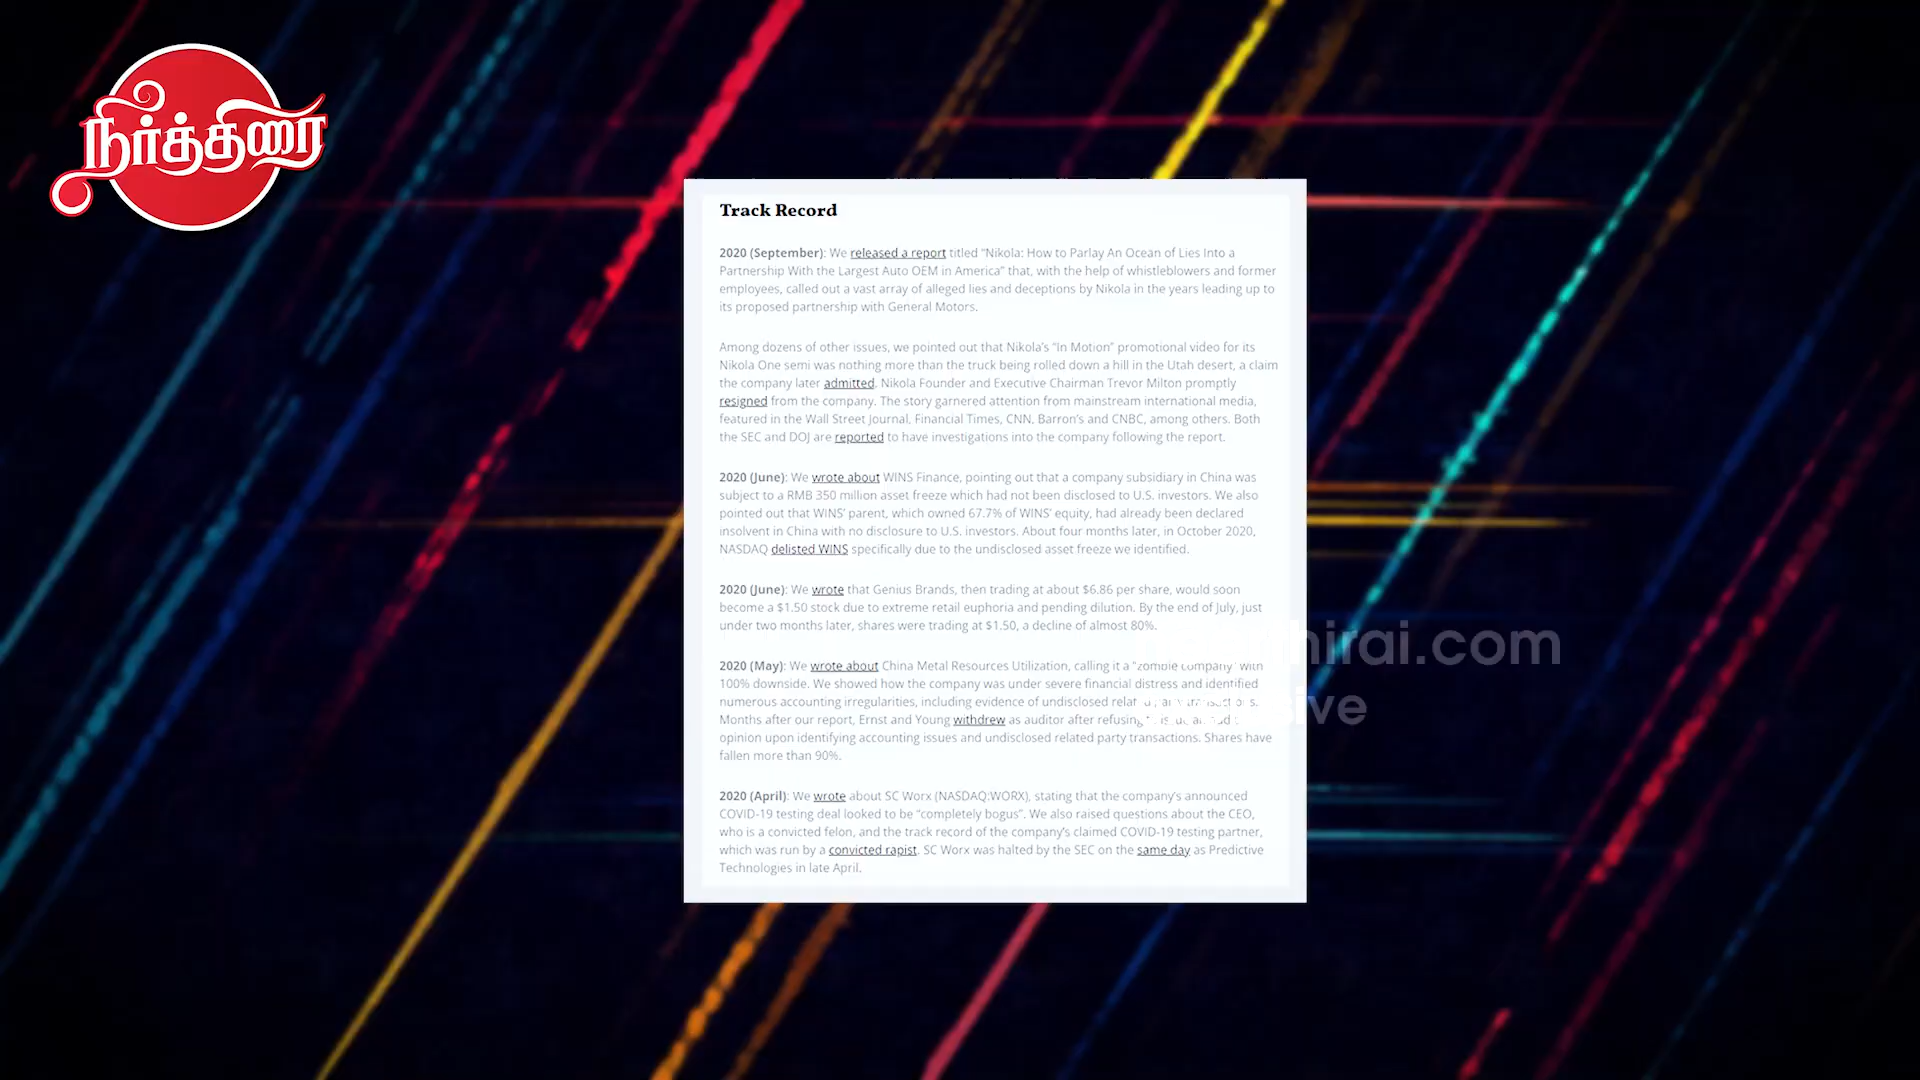 நிர்த்திரை
Track Record
2020 (September): We released a report titled “Nikola: How to Parlay An Ocean of Lies Into a
Partnership With the Largest Auto OEM in America” that, with the help of whistleblowers and former
employees, called out a vast array of alleged lies and deceptions by Nikola in the years leading up to
its proposed partnership with General Motors.
Among dozens of other issues, we pointed out that Nikola’s “In Motion” promotional video for its
Nikola One semi was nothing more than the truck being rolled down a hill in the Utah desert, a claim
the company later admitted. Nikola Founder and Executive Chairman Trevor Milton promptly
resigned from the company. The story garnered attention from mainstream international media,
featured in the Wall Street Journal, Financial Times, CNN, Barron’s and CNBC, among others. Both
the SEC and DOJ are reported to have investigations into the company following the report.
2020 (June): We wrote about WINS Finance, pointing out that a company subsidiary in China was
subject to a RMB 350 million asset freeze which had not been disclosed to U.S. investors. We also
pointed out that WINS’ parent, which owned 67.7% of WINS’ equity, had already been declared
insolvent in China with no disclosure to U.S. investors. About four months later, in October 2020,
NASDAQ delisted WINS specifically due to the undisclosed asset freeze we identified.
2020 (June): We wrote that Genius Brands, then trading at about $6.86 per share, would soon
become a $1.50 stock due to extreme retail euphoria and pending dilution. By the end of July, just
under two months later, shares were trading at $1.50, a decline of almost 80%.
2020 (May): We wrote about China Metal Resources Utilization, calling it a “zombie company” with
100% downside. We showed how the company was under severe financial distress and identified
numerous accounting irregularities, including evidence of undisclosed
Months after our report, Ernst and Young withdrew as auditor after refusing
opinion upon identifying accounting issues and undisclosed related party transactions. Shares have
fallen more than 90%.
2020 (April): We wrote about SC Worx (NASDAQ:WORX), stating that the company’s announced
COVID-19 testing deal looked to be “completely bogus”. We also raised questions about the CEO,
who is a convicted felon, and the track record of the company’s claimed COVID-19 testing partner,
which was run by a convicted rapist. SC Worx was halted by the SEC on the same day as Predictive
Technologies in late April.